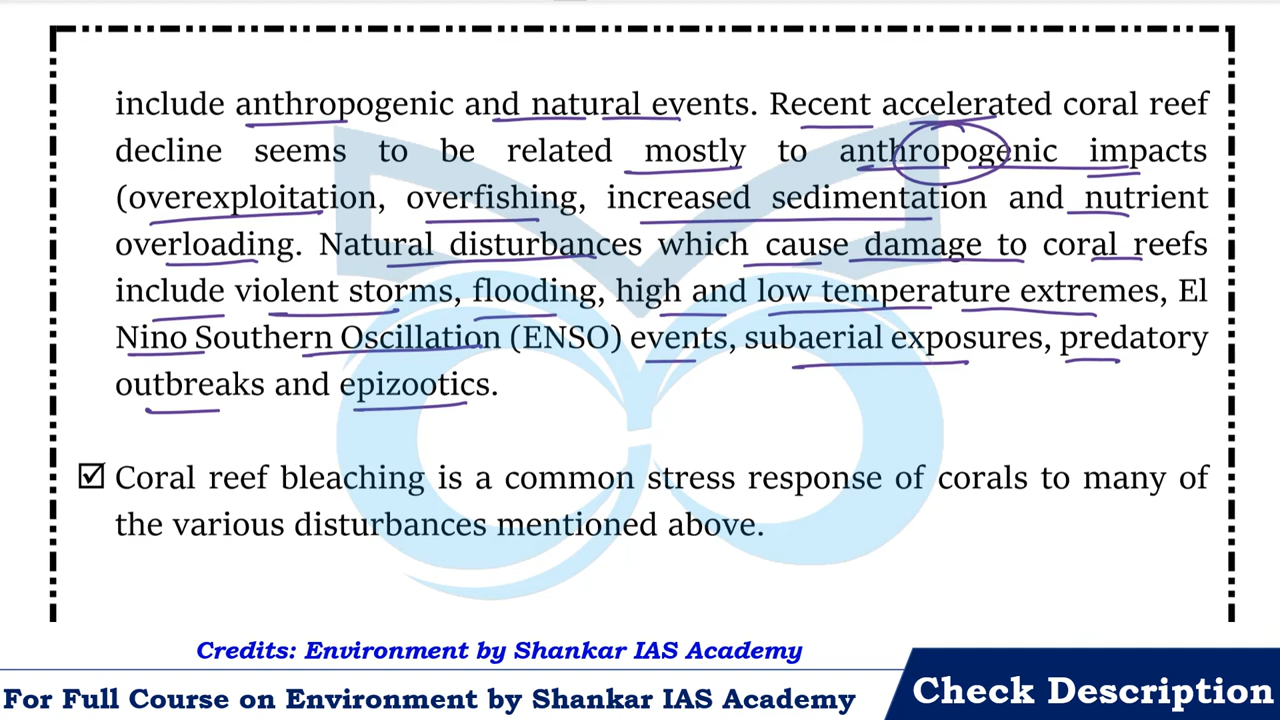 include anthropogenic and natural events. Recent accelerated coral reef
decline seems to be related mostly to anthropogenic impacts
(overexploitation, overfishing, increased sedimentation and nutrient
overloading. Natural disturbances which cause damage to coral reefs
include violent storms, flooding, high and low temperature extremes, El
Nino Southern Oscillation (ENSO) events, subaerial exposures, predatory
outbreaks and epizootics.
☑ Coral reef bleaching is a common stress response of corals to many of
the various disturbances mentioned above.
Credits: Environment by Shankar IAS Academy
For Full Course on Environment by Shankar IAS Academy
Check Description